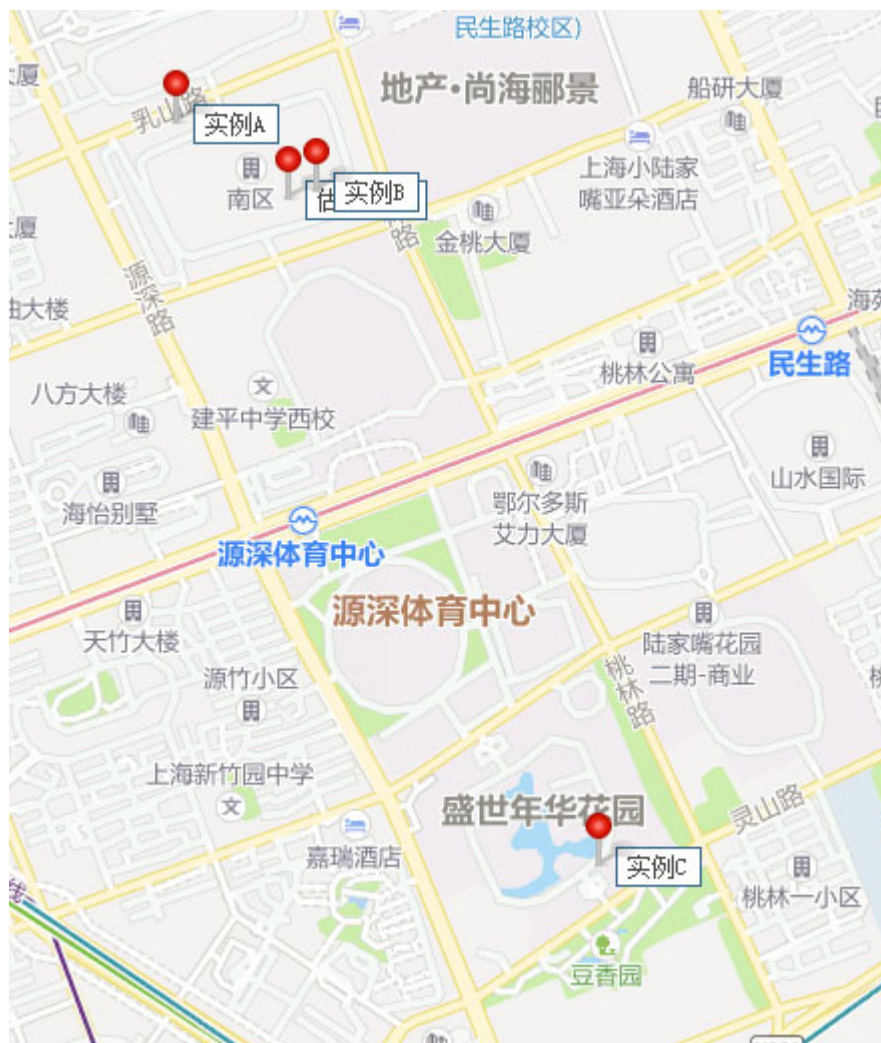 民生路校区)
大厦
地产·尚海郦景
船研大厦
乳山路
实例A
上海小陆家
嘴亚朵酒店
南区
估
实例B
路
金桃大厦
厦
源深路
由大楼
海苑
民生路
桃林公寓
八方大楼
建平中学西校
山水国际
海怡别墅
鄂尔多斯
艾力大厦
源深体育中心
源深体育中心
天竹大楼
陆家嘴花园
二期-商业
源竹小区
桃林路
上海新竹园中学
盛世年华花园
灵山路
嘉瑞酒店
实例C
桃林一小区
线
豆香园